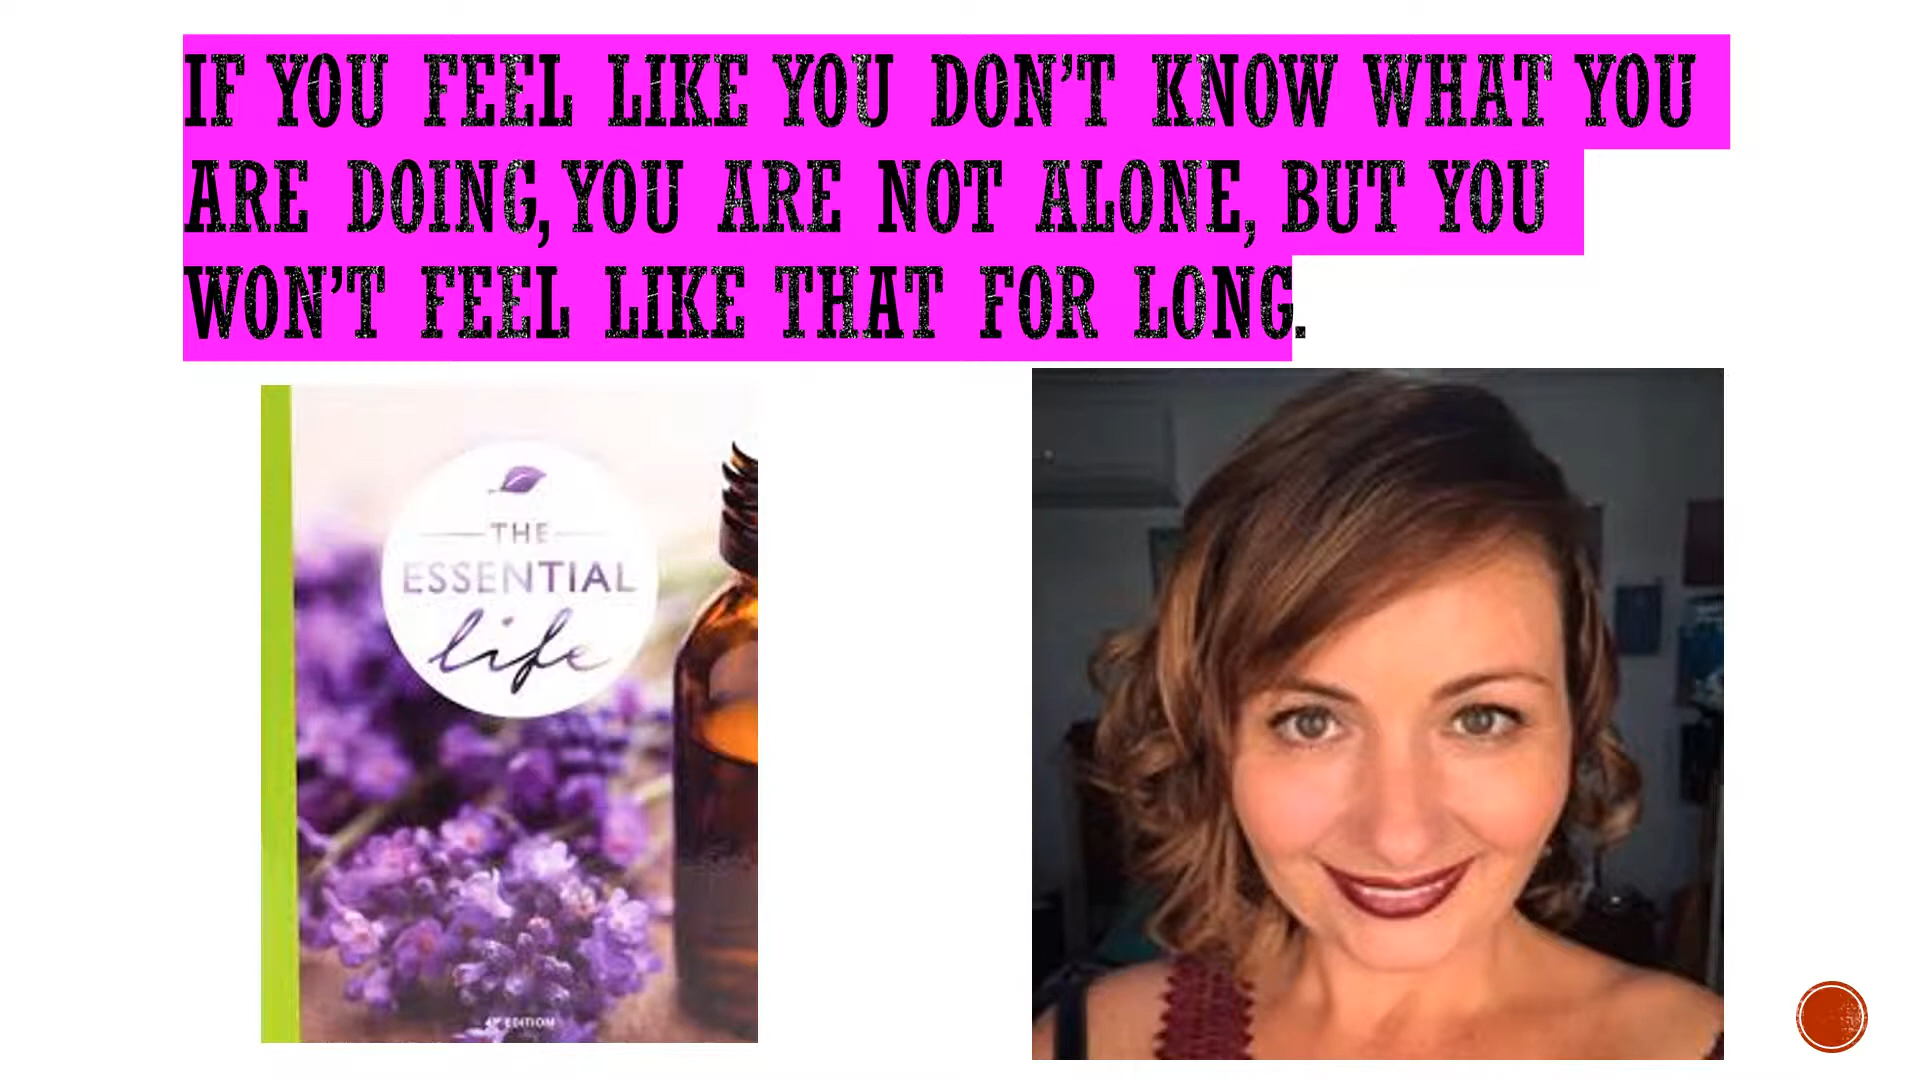 IF YOU FEEL LIKE YOU DON'T KNOW WHAT YOU
ARE DOING, YOU ARE NOT ALONE, BUT YOU
WON'T FEEL LIKE THAT FOR LONG.
THE
ESSENTIAL
life
4TH EDITION